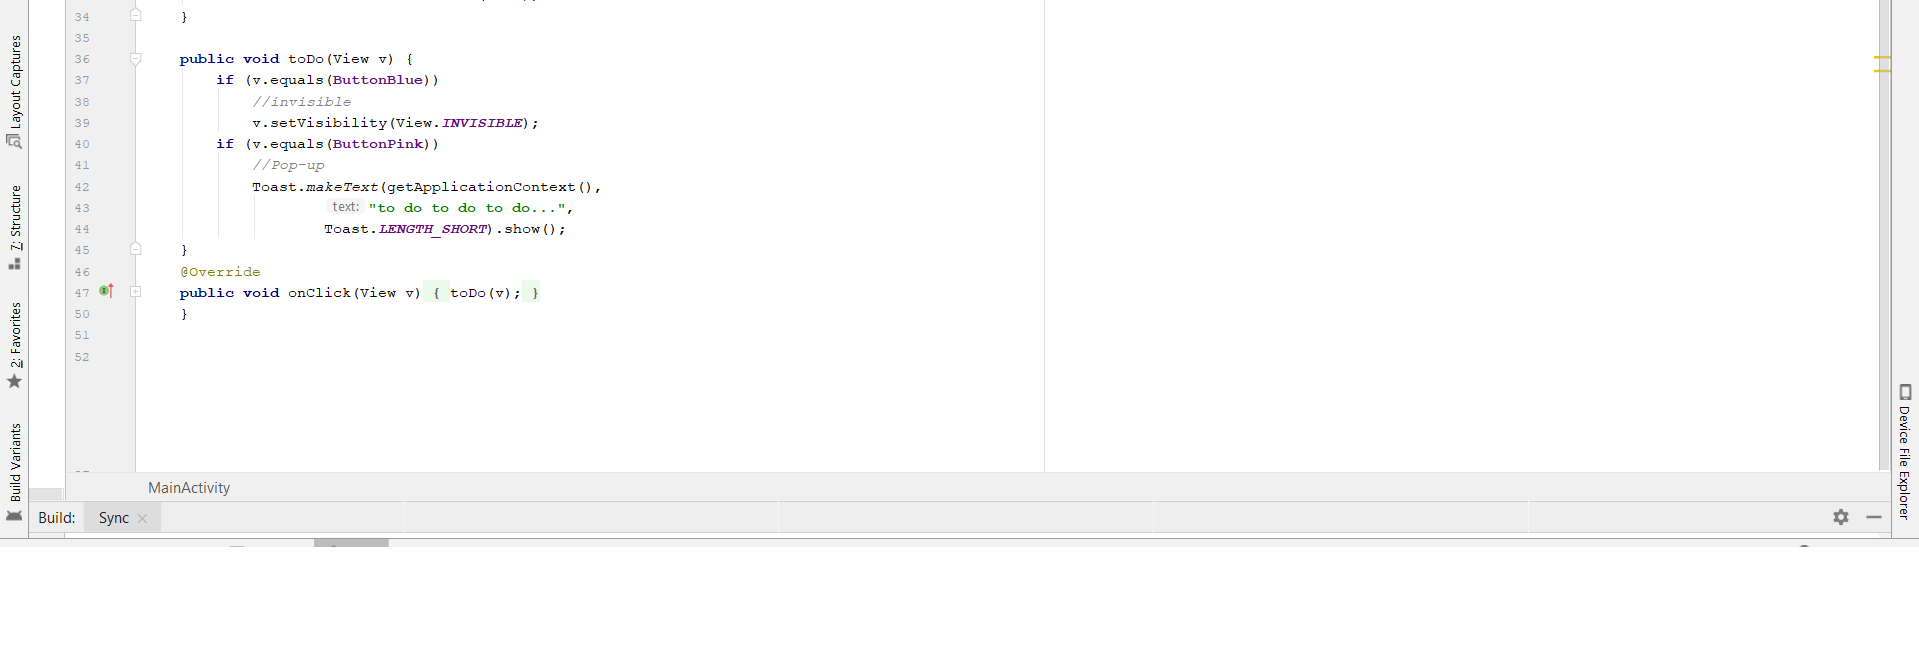 34 }
35
36 public void toDo(View v) {
37 if (v.equals(ButtonBlue))
38 //invisible
39 v.setVisibility(View.INVISIBLE);
40 if (v.equals(ButtonPink))
41 //Pop-up
42 Toast.makeText(getApplicationContext(),
43 text: "to do to do to do...",
44 Toast.LENGTH_SHORT).show();
45 }
46 @Override
47 public void onClick(View v) { toDo(v); }
50 }
51
52
Layout Captures
7: Structure
2: Favorites
Build Variants
Device File Explorer
MainActivity
Build: Sync